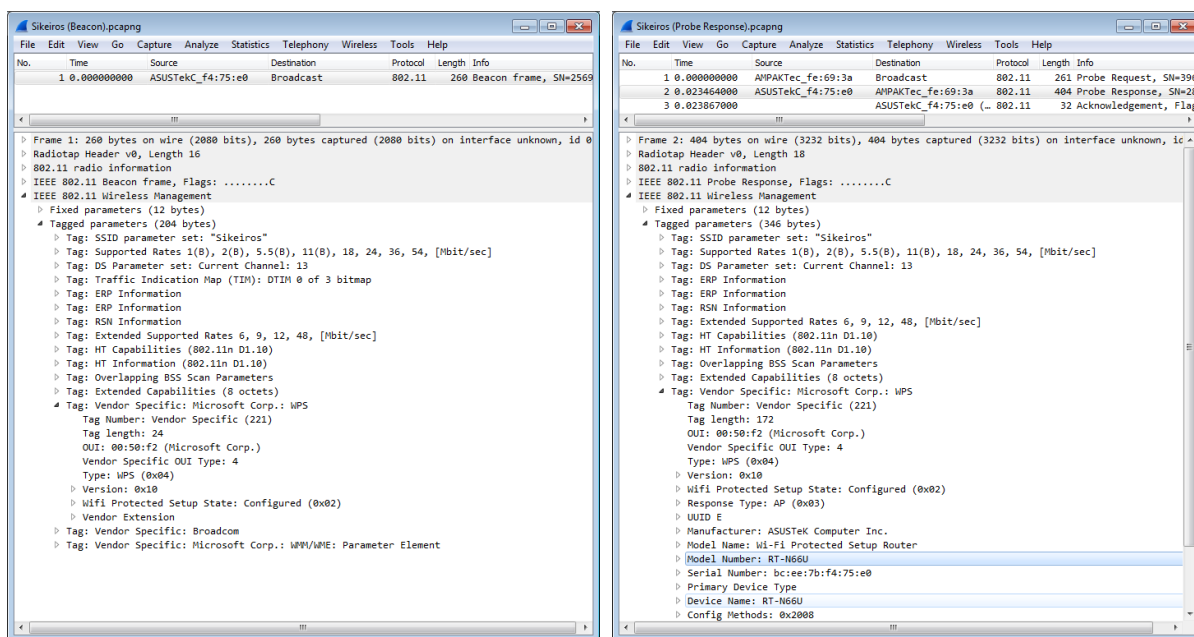 Sikeiros (Beacon).pcapng
File Edit View Go Capture Analyze Statistics Telephony Wireless Tools Help
No. Time Source Destination Protocol Length Info
1 0.000000000 ASUSTekC_f4:75:e0 Broadcast 802.11 260 Beacon frame, SN=2569
Frame 1: 260 bytes on wire (2080 bits), 260 bytes captured (2080 bits) on interface unknown, id 0
Radiotap Header v0, Length 16
802.11 radio information
IEEE 802.11 Beacon frame, Flags: ........C
IEEE 802.11 Wireless Management
Fixed parameters (12 bytes)
Tagged parameters (204 bytes)
Tag: SSID parameter set: "Sikeiros"
Tag: Supported Rates 1(B), 2(B), 5.5(B), 11(B), 18, 24, 36, 54, [Mbit/sec]
Tag: DS Parameter set: Current Channel: 13
Tag: Traffic Indication Map (TIM): DTIM 0 of 3 bitmap
Tag: ERP Information
Tag: ERP Information
Tag: RSN Information
Tag: Extended Supported Rates 6, 9, 12, 48, [Mbit/sec]
Tag: HT Capabilities (802.11n D1.10)
Tag: HT Information (802.11n D1.10)
Tag: Overlapping BSS Scan Parameters
Tag: Extended Capabilities (8 octets)
Tag: Vendor Specific: Microsoft Corp.: WPS
Tag Number: Vendor Specific (221)
Tag length: 24
OUI: 00:50:f2 (Microsoft Corp.)
Vendor Specific OUI Type: 4
Type: WPS (0x04)
Version: 0x10
Wifi Protected Setup State: Configured (0x02)
Vendor Extension
Tag: Vendor Specific: Broadcom
Tag: Vendor Specific: Microsoft Corp.: WMM/WME: Parameter Element
Sikeiros (Probe Response).pcapng
File Edit View Go Capture Analyze Statistics Telephony Wireless Tools Help
No. Time Source Destination Protocol Length Info
1 0.000000000 AMPAKTec_fe:69:3a Broadcast 802.11 261 Probe Request, SN=396
2 0.023464000 ASUSTekC_f4:75:e0 AMPAKTec_fe:69:3a 802.11 404 Probe Response, SN=28
3 0.023867000 ASUSTekC_f4:75:e0 (… 802.11 32 Acknowledgement, Flag
Frame 2: 404 bytes on wire (3232 bits), 404 bytes captured (3232 bits) on interface unknown, id
Radiotap Header v0, Length 18
802.11 radio information
IEEE 802.11 Probe Response, Flags: ........C
IEEE 802.11 Wireless Management
Fixed parameters (12 bytes)
Tagged parameters (346 bytes)
Tag: SSID parameter set: "Sikeiros"
Tag: Supported Rates 1(B), 2(B), 5.5(B), 11(B), 18, 24, 36, 54, [Mbit/sec]
Tag: DS Parameter set: Current Channel: 13
Tag: ERP Information
Tag: ERP Information
Tag: RSN Information
Tag: Extended Supported Rates 6, 9, 12, 48, [Mbit/sec]
Tag: HT Capabilities (802.11n D1.10)
Tag: HT Information (802.11n D1.10)
Tag: Overlapping BSS Scan Parameters
Tag: Extended Capabilities (8 octets)
Tag: Vendor Specific: Microsoft Corp.: WPS
Tag Number: Vendor Specific (221)
Tag length: 172
OUI: 00:50:f2 (Microsoft Corp.)
Vendor Specific OUI Type: 4
Type: WPS (0x04)
Version: 0x10
Wifi Protected Setup State: Configured (0x02)
Response Type: AP (0x03)
UUID E
Manufacturer: ASUSTeK Computer Inc.
Model Name: Wi-Fi Protected Setup Router
Model Number: RT-N66U
Serial Number: bc:ee:7b:f4:75:e0
Primary Device Type
Device Name: RT-N66U
Config Methods: 0x2008